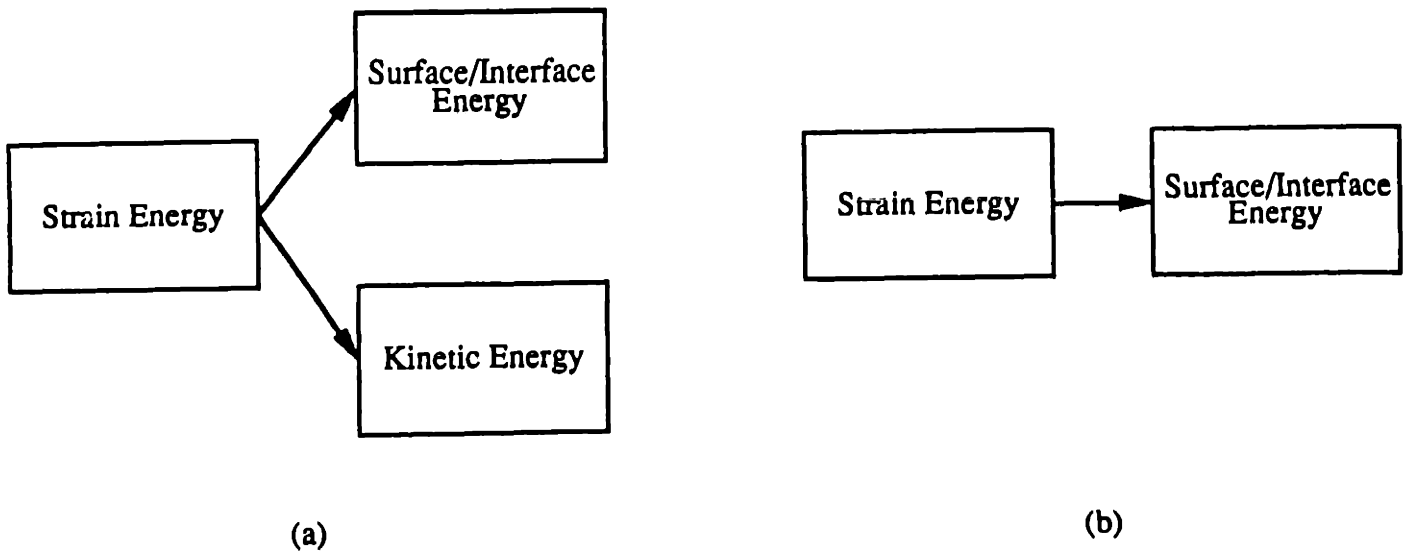 Surface/Interface
Energy
Strain Energy
Kinetic Energy
(a)
Strain Energy
Surface/Interface
Energy
(b)